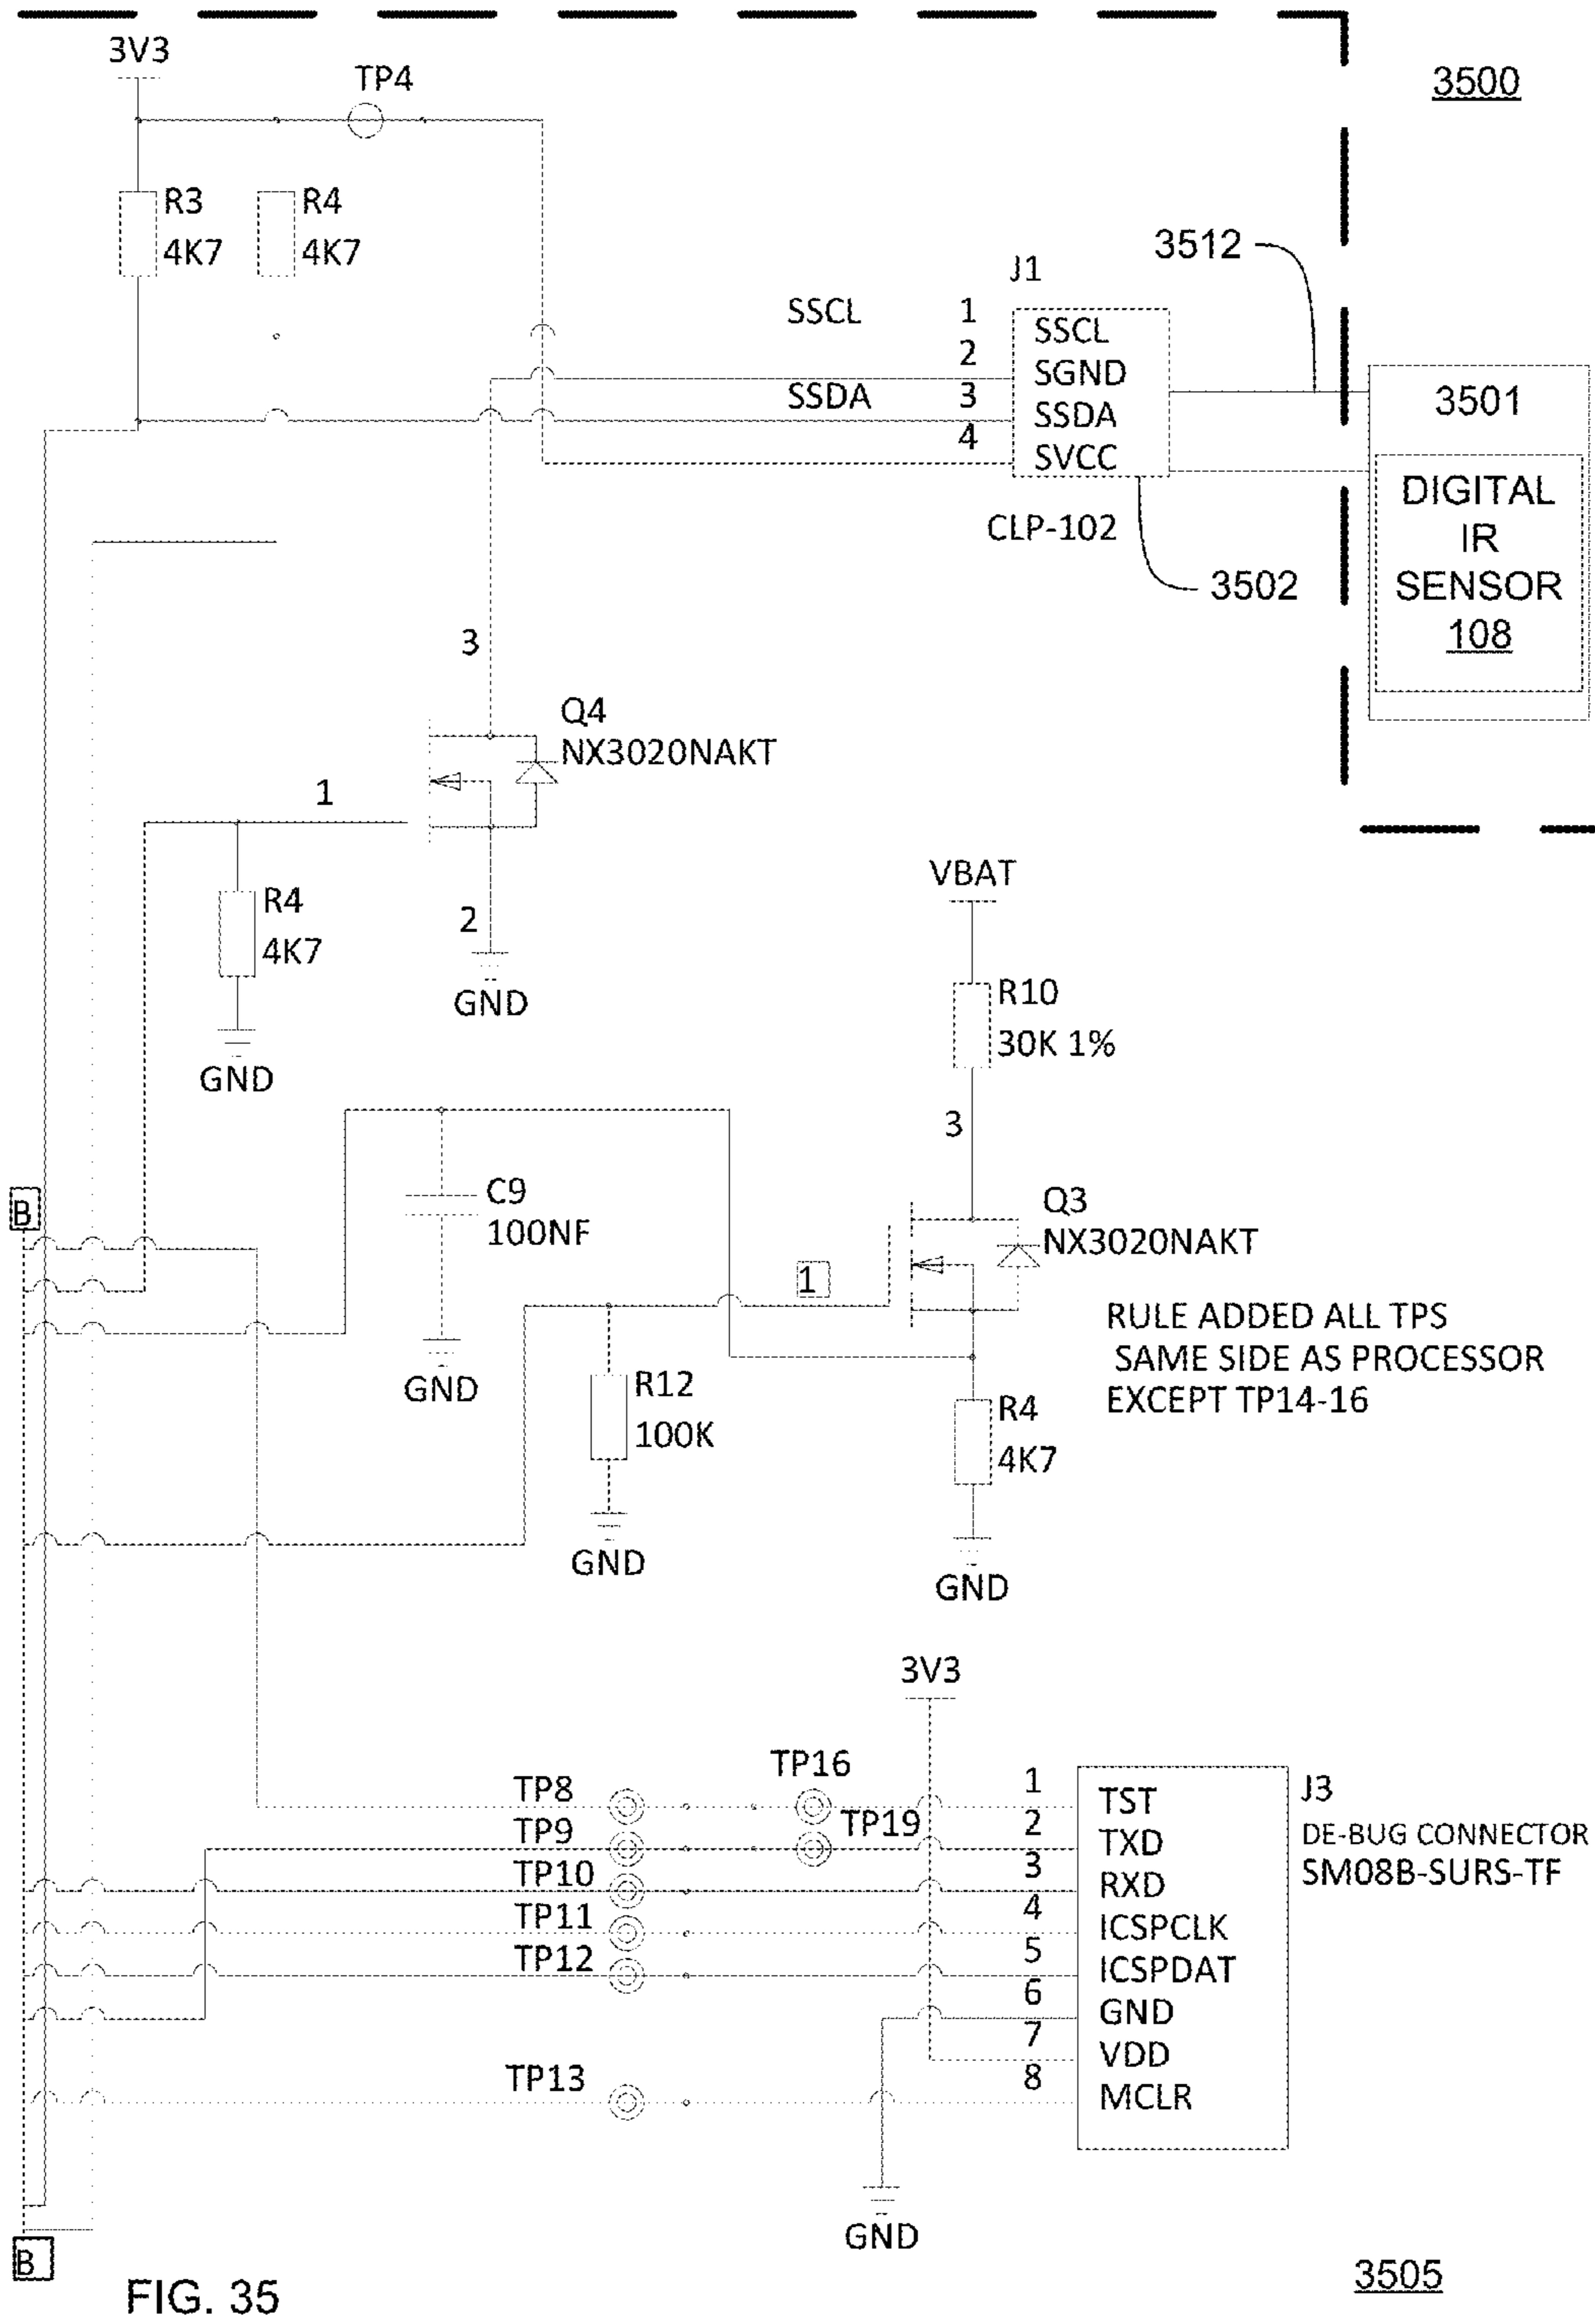 3V3
TP4
3500
R3
4K7
R4
4K7
3512
J1
SSCL
1
SSCL
2
SGND
SSDA
3
SSDA
4
SVCC
3501
DIGITAL
IR
SENSOR
108
CLP-102
3502
3
Q4
NX3020NAKT
1
R4
4K7
2
GND
GND
VBAT
R10
30K 1%
3
C9
100NF
B
Q3
NX3020NAKT
1
RULE ADDED ALL TPS
SAME SIDE AS PROCESSOR
EXCEPT TP14-16
GND
R12
100K
R4
4K7
GND
GND
3V3
TP8
TP16
1
TST
J3
TP9
TP19
2
TXD
DE-BUG CONNECTOR
SM08B-SURS-TF
TP10
3
RXD
TP11
4
ICSPCLK
TP12
5
ICSPDAT
6
GND
7
VDD
TP13
8
MCLR
GND
B
FIG. 35
3505